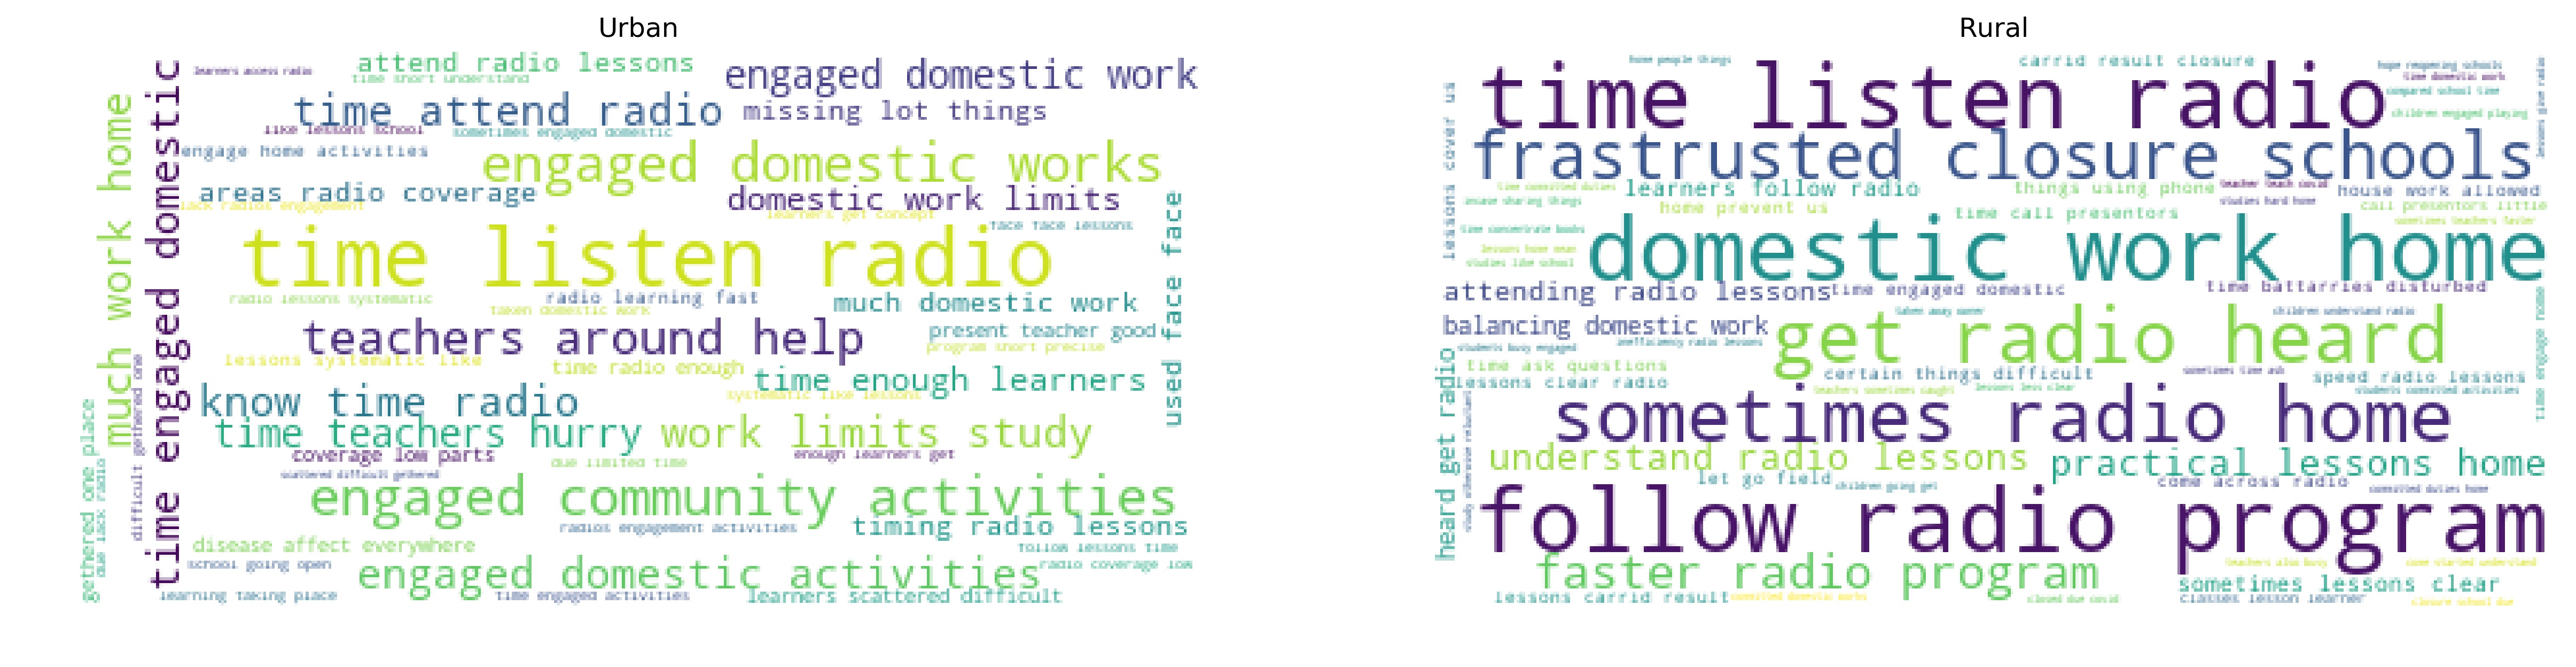 Urban
attend radio lessons
learners access radio
time short understand
engaged domestic work
time attend radio
missing lot things
like lessons school
sometimes engaged domestic
engage home activities
engaged domestic works
areas radio coverage
domestic work limits
lack radios engagement
learners get concept
face face lessons
time listen radio
radio lessons systematic
radio learning fast
much domestic work
taken domestic work
teachers around help
present teacher good
program short precise
lessons systematic like
time radio enough
time enough learners
systematic like lessons
know time radio
time teachers hurry
work limits study
coverage low parts
due limited time
enough learners get
scattered difficult gethered
engaged community activities
radios engagement activities
timing radio lessons
disease affect everywhere
follow lessons time
school going open
engaged domestic activities
radio coverage low
learning taking place
time engaged activities
learners scattered difficult
much work home
time engaged domestic
used face face
gethered one place
due lack radio
difficult gethered one
Rural
home people things
carrid result closure
hope reopening schools
time domestic work
time listen radio
compared school time
children engaged playing
frastrusted closure schools
time committed duties
learners follow radio
things using phone
teacher teach covid
house work allowed
incase sharing things
home prevent us
time call presentors
studies hard home
call presentors little
sometimes teachers faster
time concentrate books
domestic work home
lessons home mean
studies like school
attending radio lessons
time engaged domestic
time battarries disturbed
balancing domestic work
taken away owner
children understand radio
get radio heard
students busy engaged
inefficiency radio lessons
time ask questions
certain things difficult
sometimes time ask
speed radio lessons
lessons clear radio
teachers sometimes caught
lessons less clear
students committed activities
sometimes radio home
understand radio lessons
practical lessons home
let go field
children going get
come across radio
committed duties home
follow radio program
faster radio program
teachers also busy
come started understand
sometimes lessons clear
lessons carrid result
committed domestic works
closed due covid
classes lesson learner
closure school due
lessons cover us
heard get radio
lessons give radio
time engage home